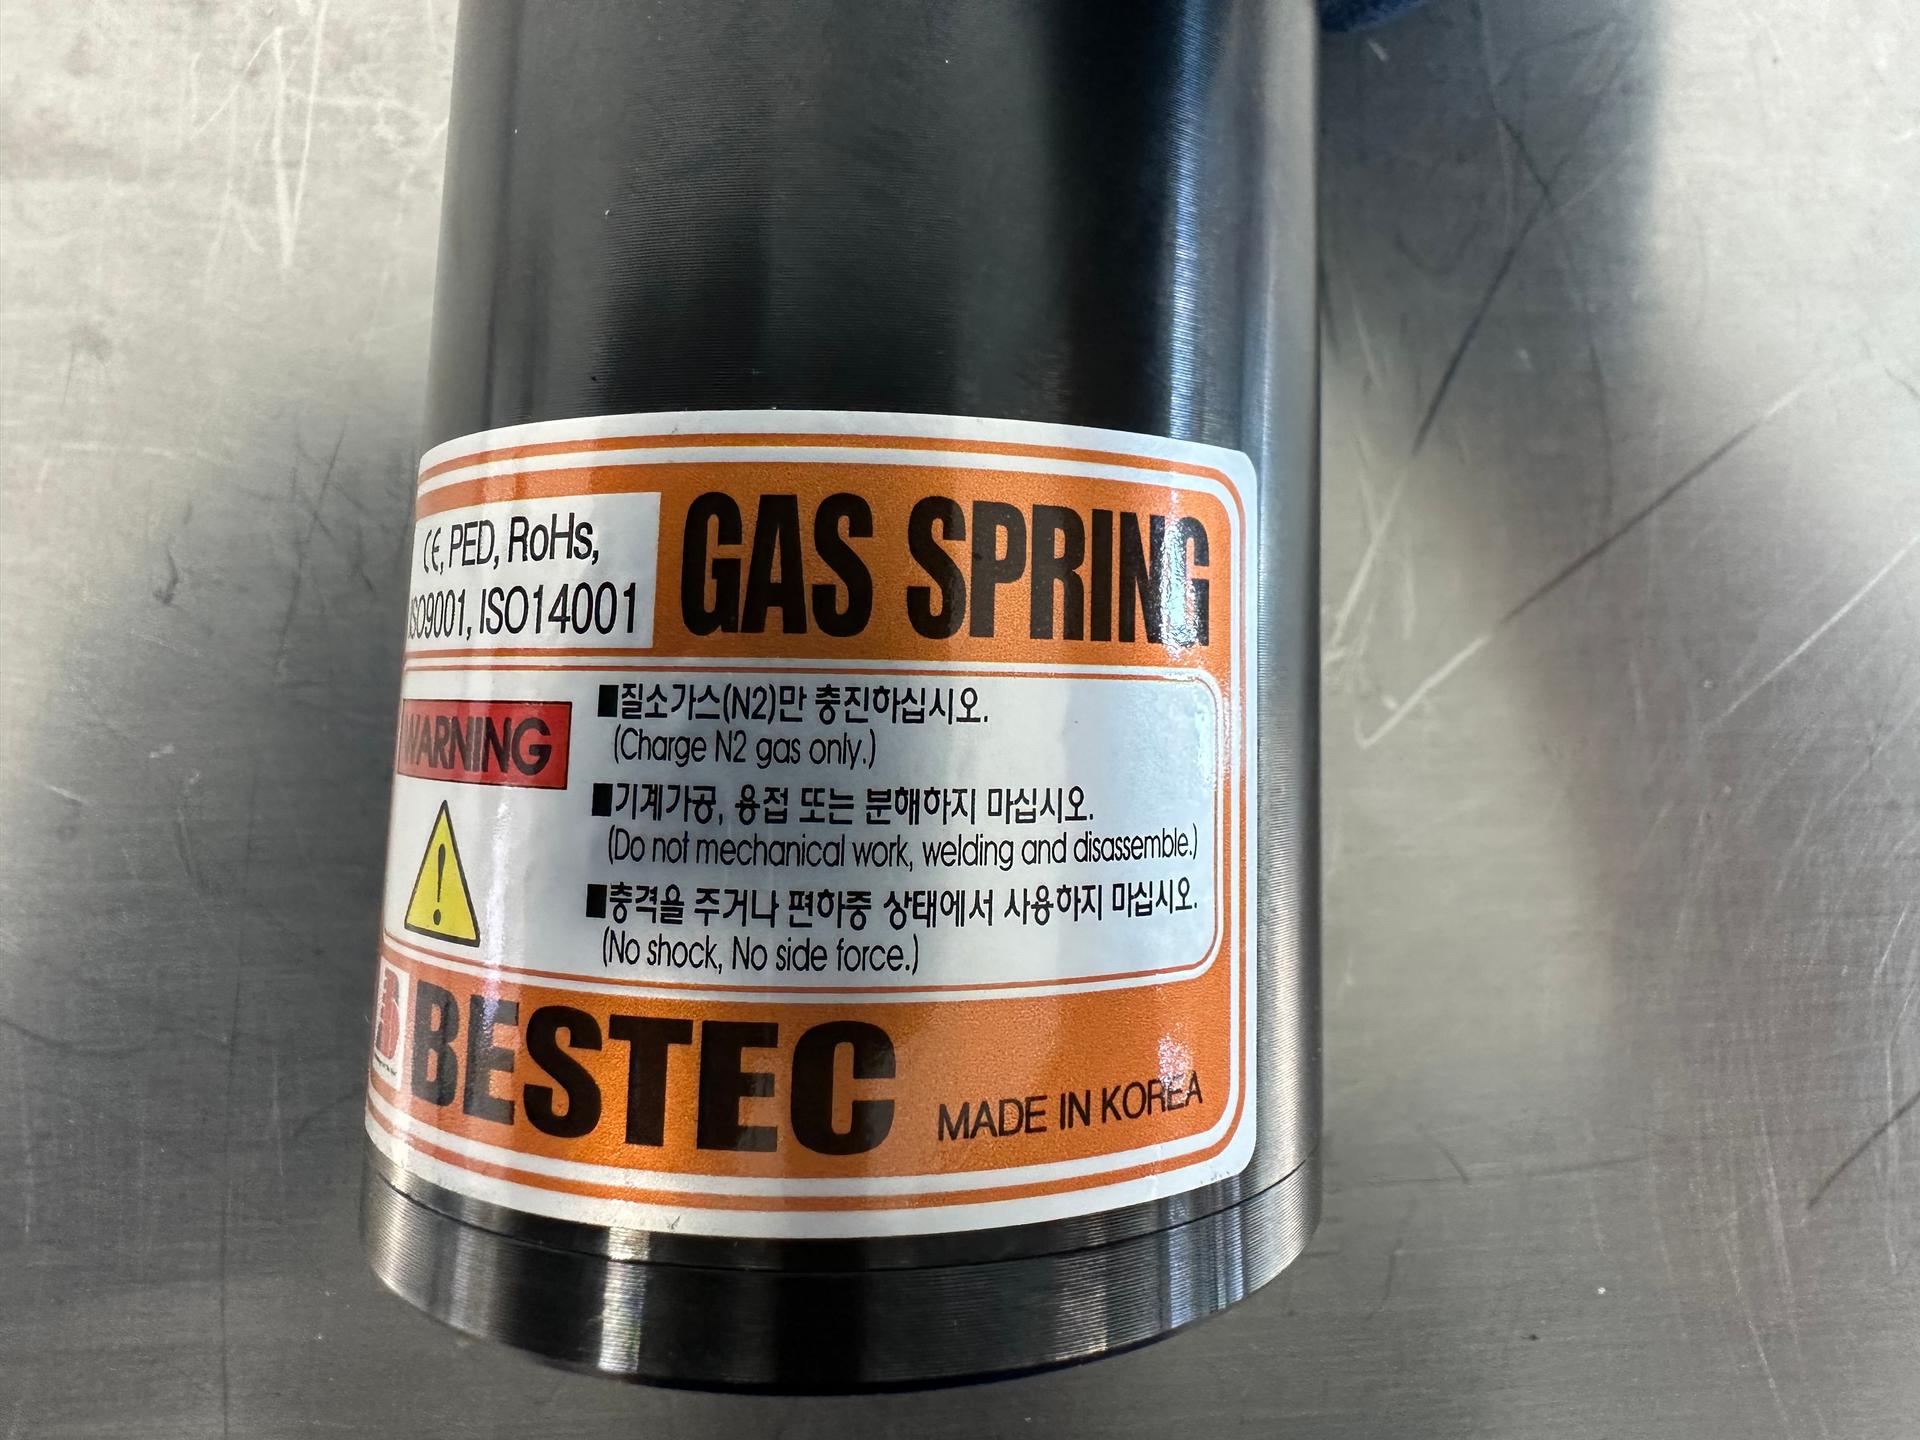 CE, PED, RoHs,
ISO9001, ISO14001
GAS SPRING
WARNING
■질소가스(N2)만 충진하십시오.
(Charge N2 gas only.)
■기계가공, 용접 또는 분해하지 마십시오.
(Do not mechanical work, welding and disassemble.)
■충격을 주거나 편하중 상태에서 사용하지 마십시오.
(No shock, No side force.)
BESTEC
MADE IN KOREA